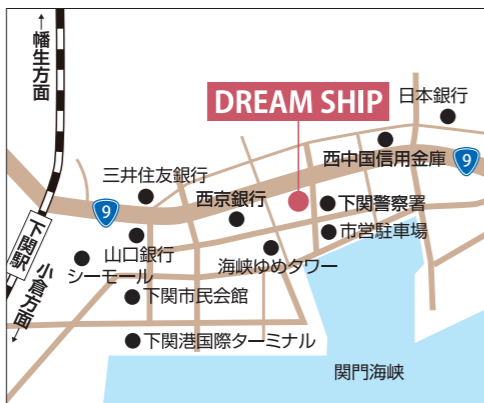 ←幡生方面
DREAM SHIP
日本銀行
西中国信用金庫
9
三井住友銀行
西京銀行
下関警察署
9
市営駐車場
山口銀行
シーモール
海峡ゆめタワー
下関駅
小倉方面→
下関市民会館
下関港国際ターミナル
関門海峡